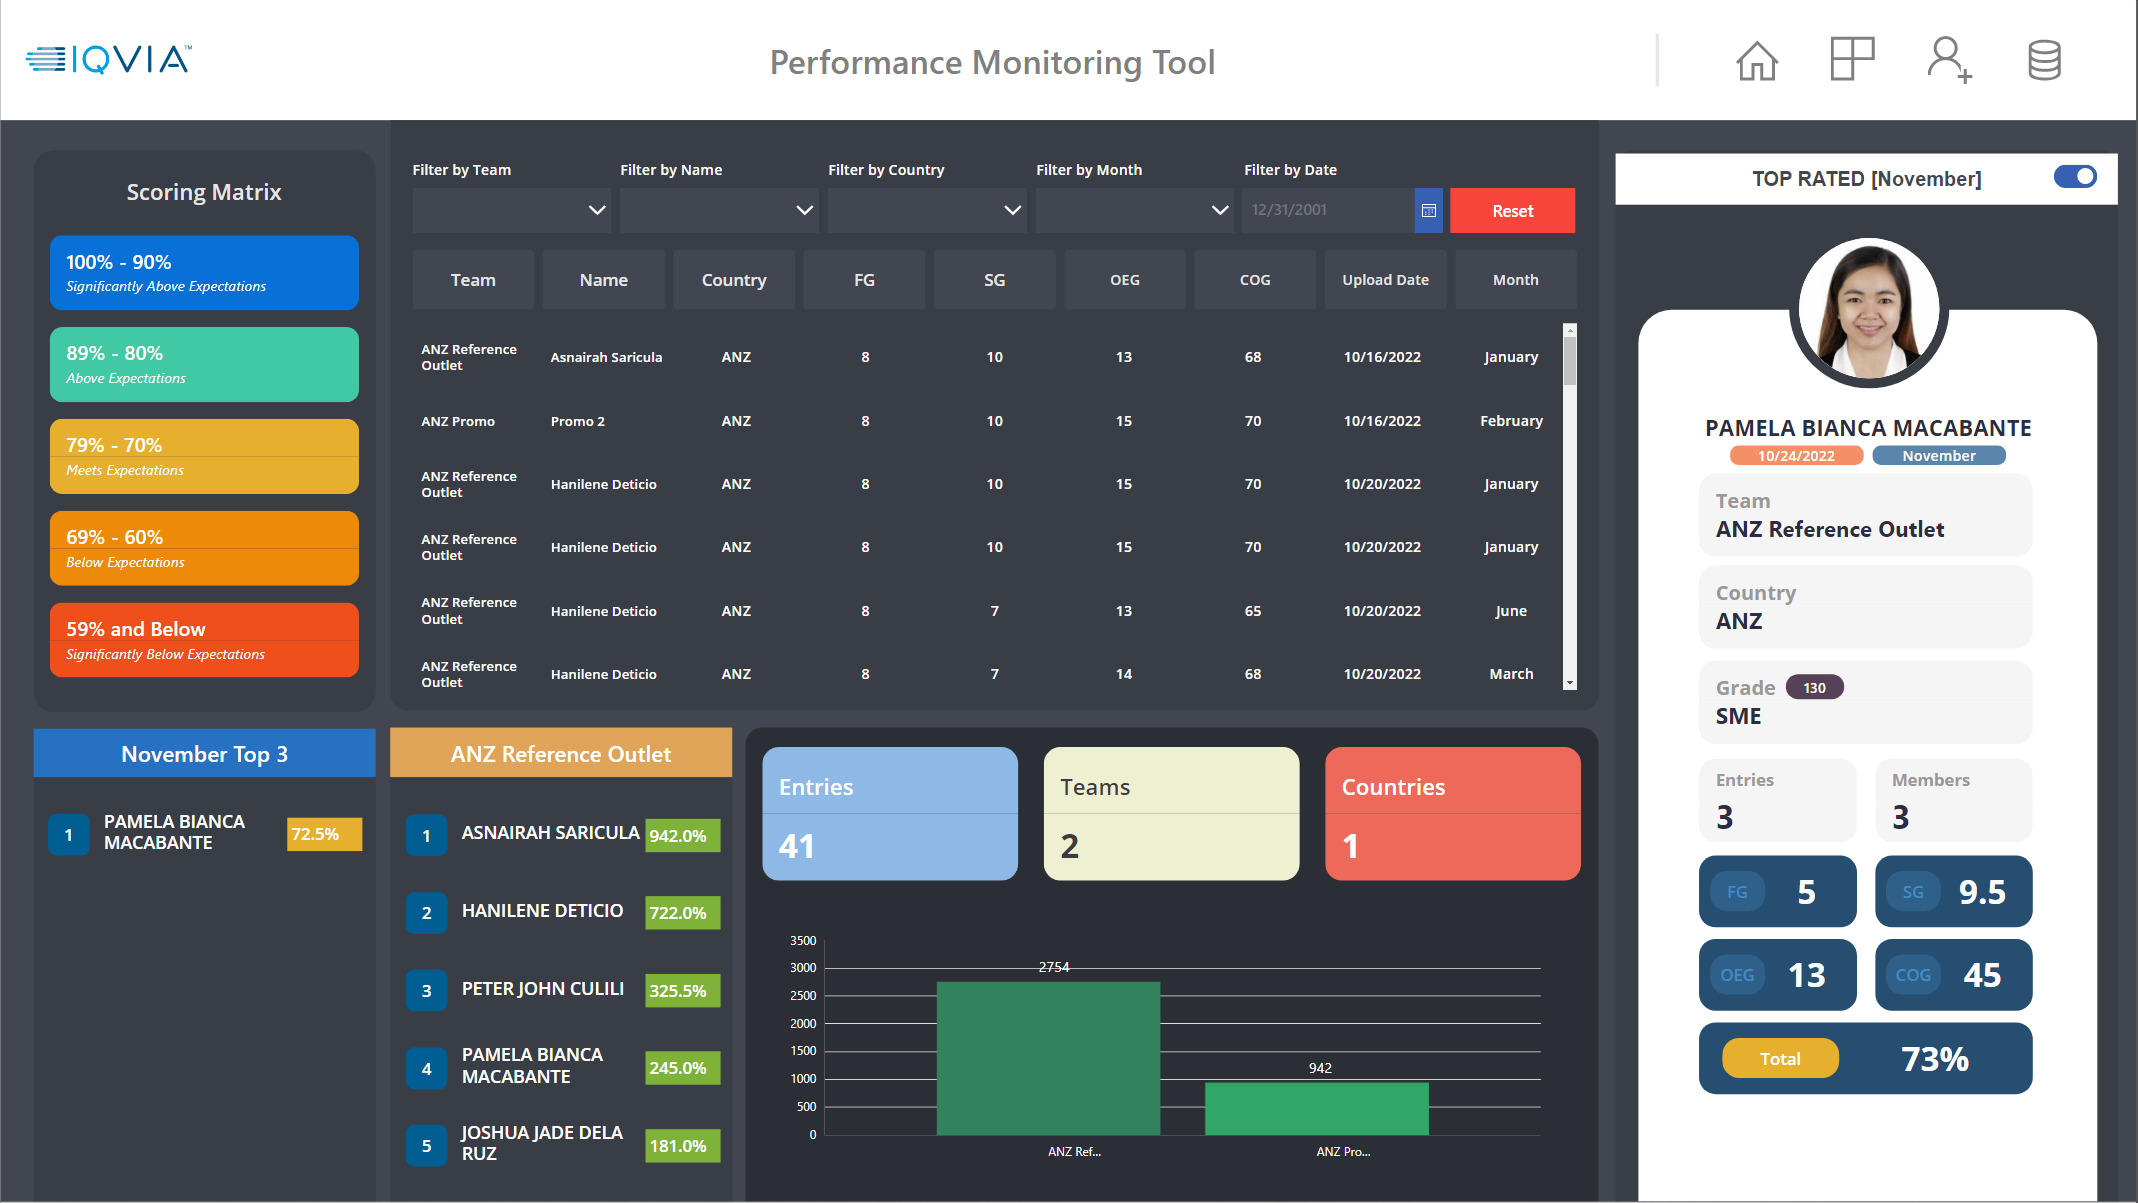 IQVIA™
Performance Monitoring Tool
Scoring Matrix
100% - 90%
Significantly Above Expectations
89% - 80%
Above Expectations
79% - 70%
Meets Expectations
69% - 60%
Below Expectations
59% and Below
Significantly Below Expectations
Filter by Team Filter by Name Filter by Country Filter by Month Filter by Date
12/31/2001 Reset
Team Name Country FG SG OEG COG Upload Date Month
ANZ Reference
Outlet
Asnairah Saricula ANZ 8 10 13 68 10/16/2022 January
ANZ Promo Promo 2 ANZ 8 10 15 70 10/16/2022 February
ANZ Reference
Outlet
Hanilene Deticio ANZ 8 10 15 70 10/20/2022 January
ANZ Reference
Outlet
Hanilene Deticio ANZ 8 10 15 70 10/20/2022 January
ANZ Reference
Outlet
Hanilene Deticio ANZ 8 7 13 65 10/20/2022 June
ANZ Reference
Outlet
Hanilene Deticio ANZ 8 7 14 68 10/20/2022 March
November Top 3
1 PAMELA BIANCA
MACABANTE
72.5%
ANZ Reference Outlet
1 ASNAIRAH SARICULA 942.0%
2 HANILENE DETICIO 722.0%
3 PETER JOHN CULILI 325.5%
4 PAMELA BIANCA
MACABANTE
245.0%
5 JOSHUA JADE DELA
RUZ
181.0%
Entries
41
Teams
2
Countries
1
3500
3000
2500
2000
1500
1000
500
0
2754
942
ANZ Ref...
ANZ Pro...
TOP RATED [November]
PAMELA BIANCA MACABANTE
10/24/2022 November
Team
ANZ Reference Outlet
Country
ANZ
Grade 130
SME
Entries
3
Members
3
FG 5
SG 9.5
OEG 13
COG 45
Total 73%